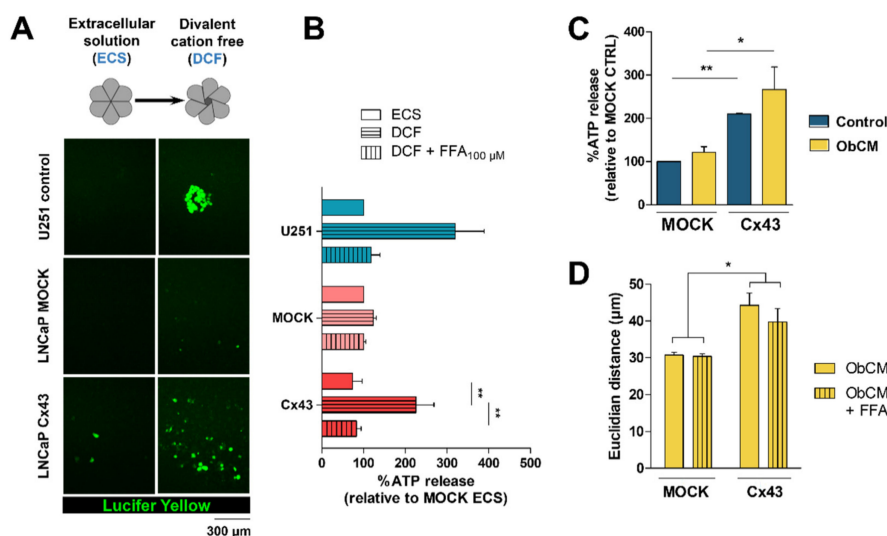 A
Extracellular
solution
(ECS)
Divalent
cation free
(DCF)
U251 control
LNCaP MOCK
LNCaP Cx43
Lucifer Yellow
300 µm
B
ECS
DCF
DCF + FFA100 µM
U251
MOCK
Cx43
**
**
0 100 200 300 400 500
%ATP release
(relative to MOCK ECS)
C
%ATP release
(relative to MOCK CTRL)
400
300
200
100
0
**
*
MOCK Cx43
Control
ObCM
D
Euclidian distance (µm)
50
40
30
20
10
0
*
MOCK Cx43
ObCM
ObCM
+ FFA